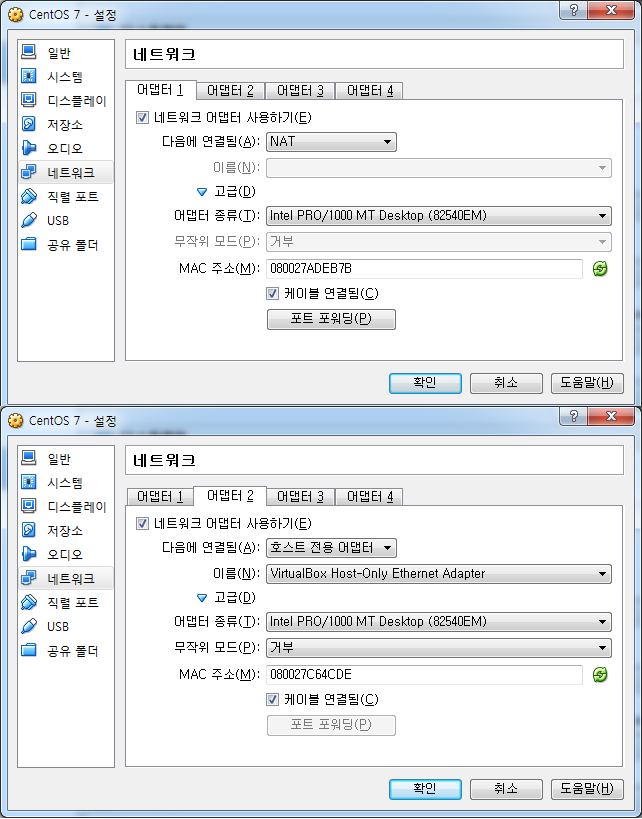 CentOS 7 - 설정
일반
시스템
디스플레이
저장소
오디오
네트워크
직렬 포트
USB
공유 폴더
네트워크
어댑터 1 어댑터 2 어댑터 3 어댑터 4
네트워크 어댑터 사용하기(E)
다음에 연결됨(A): NAT
이름(N):
고급(D)
어댑터 종류(T): Intel PRO/1000 MT Desktop (82540EM)
무작위 모드(P): 거부
MAC 주소(M): 080027ADEB7B
케이블 연결됨(C)
포트 포워딩(P)
확인 취소 도움말(H)
CentOS 7 - 설정
일반
시스템
디스플레이
저장소
오디오
네트워크
직렬 포트
USB
공유 폴더
네트워크
어댑터 1 어댑터 2 어댑터 3 어댑터 4
네트워크 어댑터 사용하기(E)
다음에 연결됨(A): 호스트 전용 어댑터
이름(N): VirtualBox Host-Only Ethernet Adapter
고급(D)
어댑터 종류(T): Intel PRO/1000 MT Desktop (82540EM)
무작위 모드(P): 거부
MAC 주소(M): 080027C64CDE
케이블 연결됨(C)
포트 포워딩(P)
확인 취소 도움말(H)